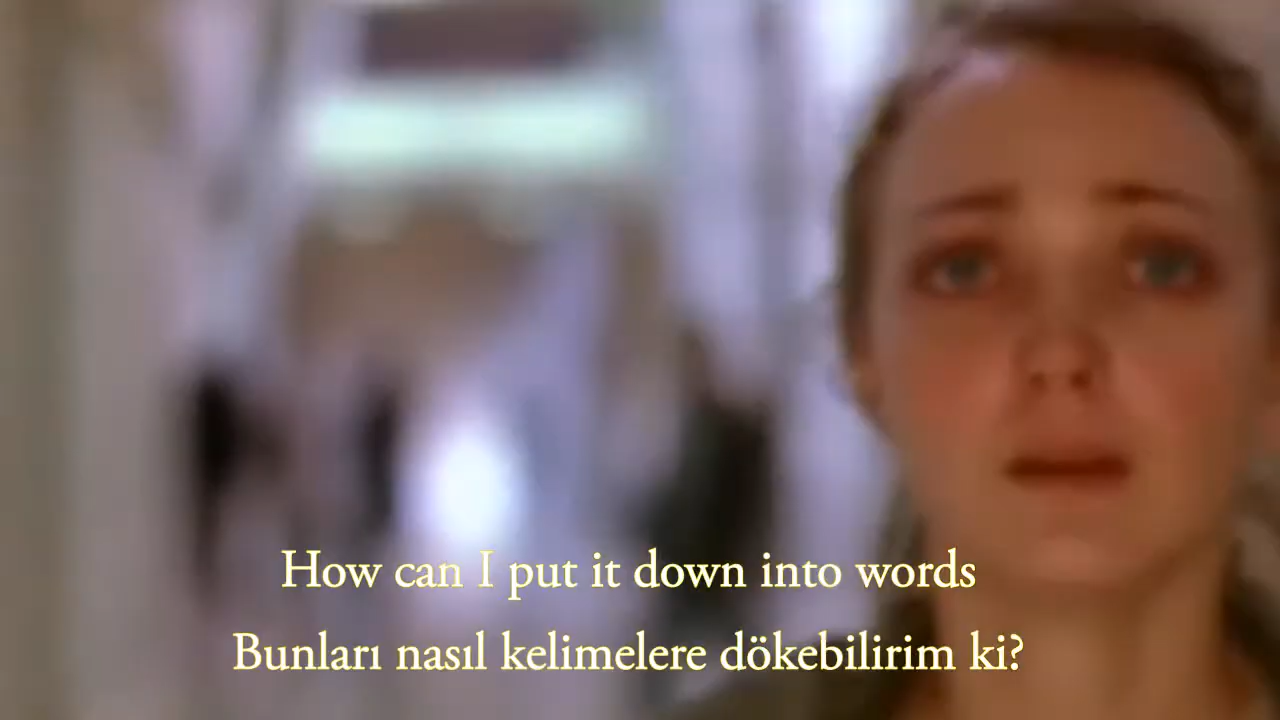 How can I put it down into words
Bunları nasıl kelimelere dökebilirim ki?